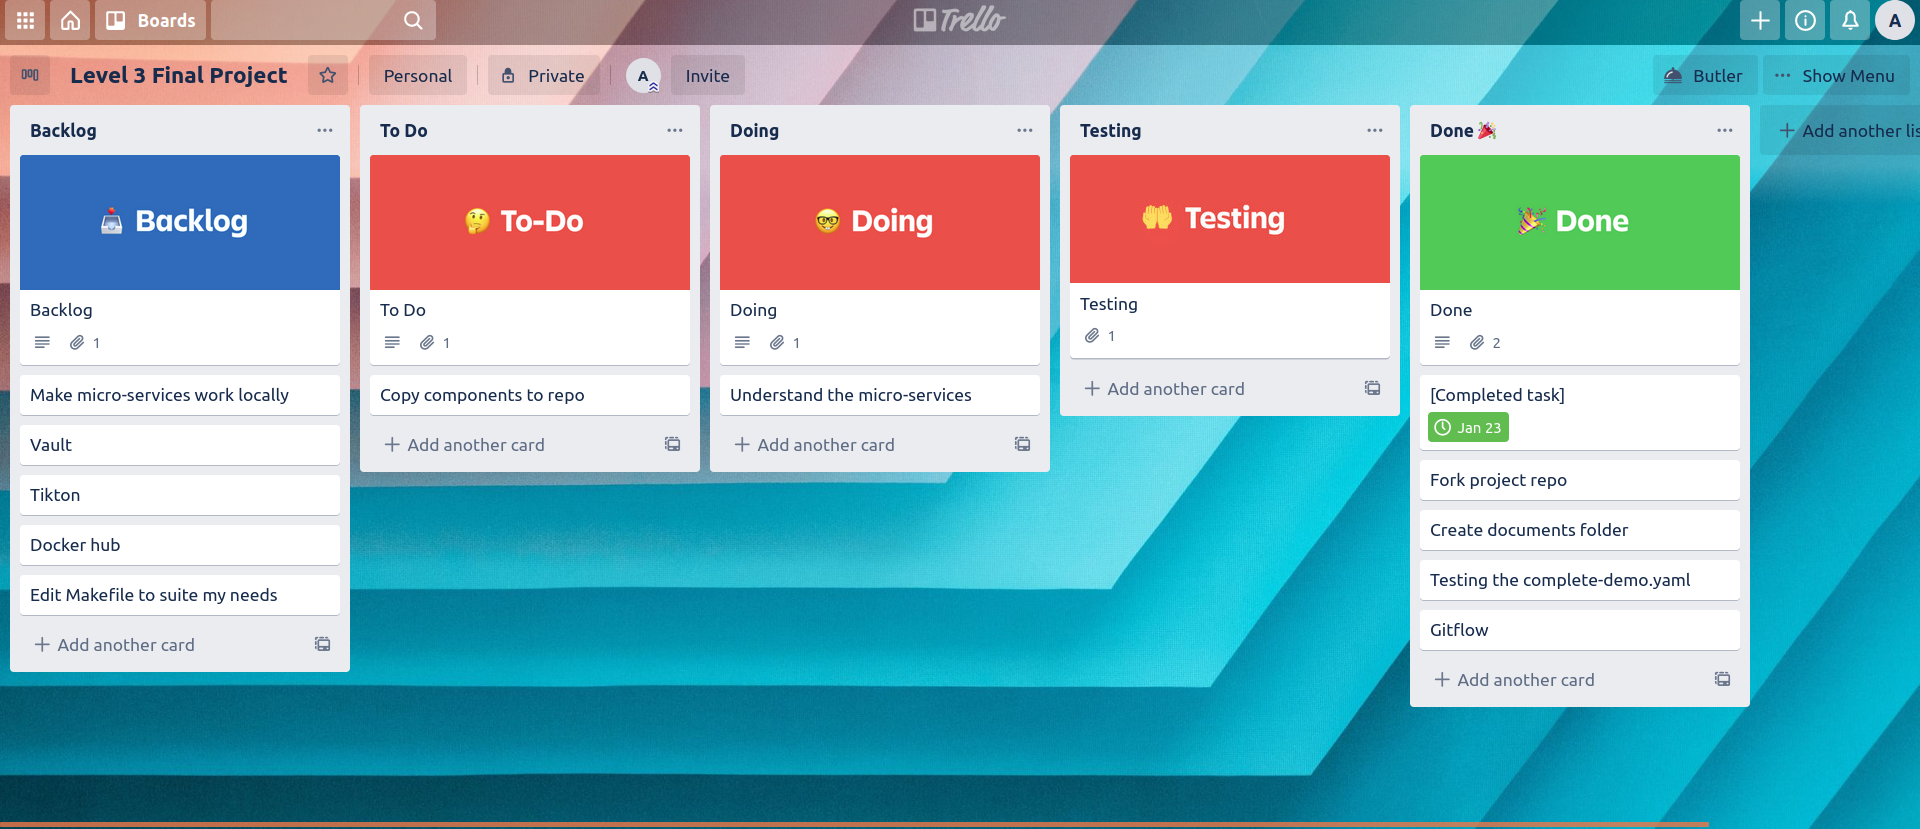 Boards
Trello
A
Level 3 Final Project
Personal
Private
A
Invite
Butler
Show Menu
Backlog
Backlog
Backlog
1
Make micro-services work locally
Vault
Tikton
Docker hub
Edit Makefile to suite my needs
Add another card
To Do
To-Do
To Do
1
Copy components to repo
Add another card
Doing
Doing
Doing
1
Understand the micro-services
Add another card
Testing
Testing
Testing
1
Add another card
Done
Done
Done
2
[Completed task]
Jan 23
Fork project repo
Create documents folder
Testing the complete-demo.yaml
Gitflow
Add another card
Add another lis